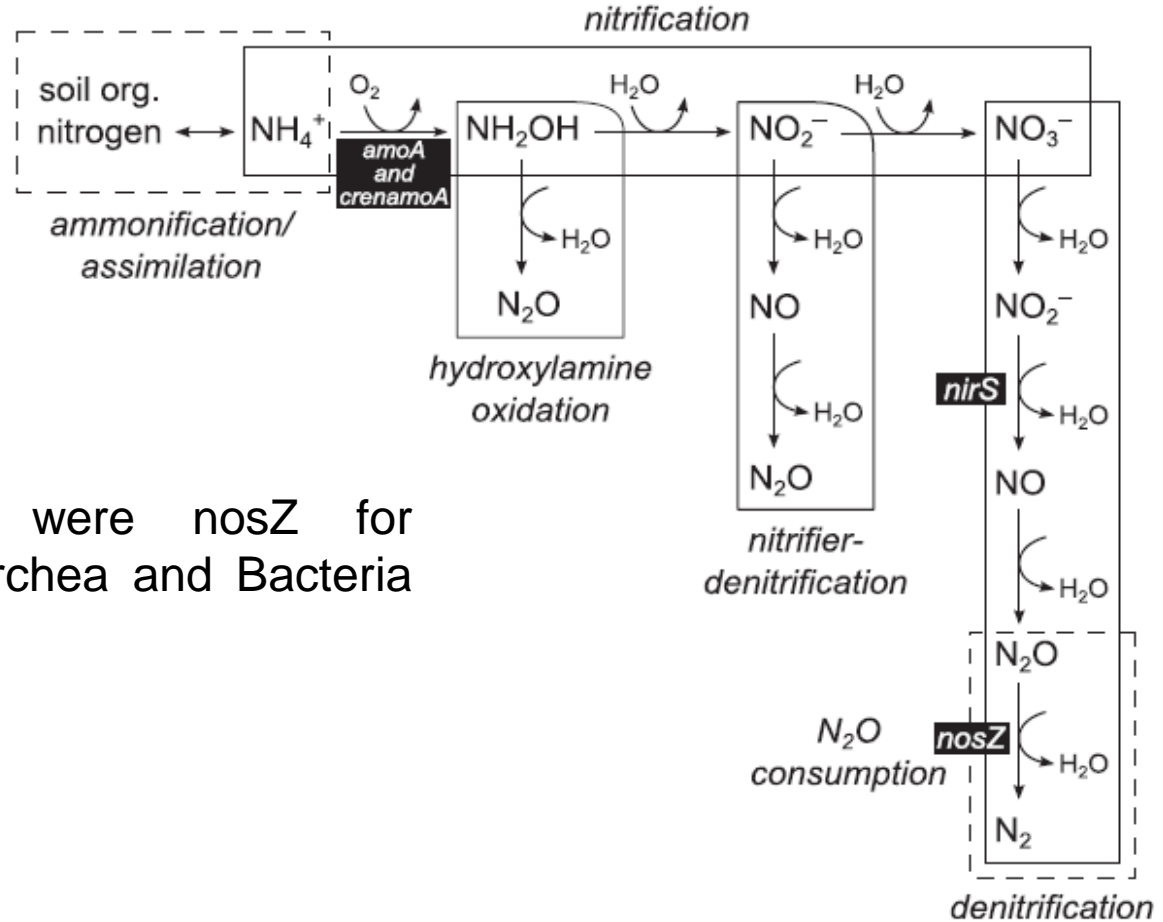 nitrification
soil org.
nitrogen
NH₄⁺
O₂
amoA
and
crenamoA
NH₂OH
H₂O
NO₂⁻
H₂O
NO₃⁻
ammonification/
assimilation
H₂O
N₂O
hydroxylamine
oxidation
H₂O
NO
H₂O
N₂O
nitrifier-
denitrification
H₂O
NO₂⁻
nirS
H₂O
NO
H₂O
N₂O
N₂O
consumption
nosZ
H₂O
N₂
denitrification
were nosZ for
rchea and Bacteria